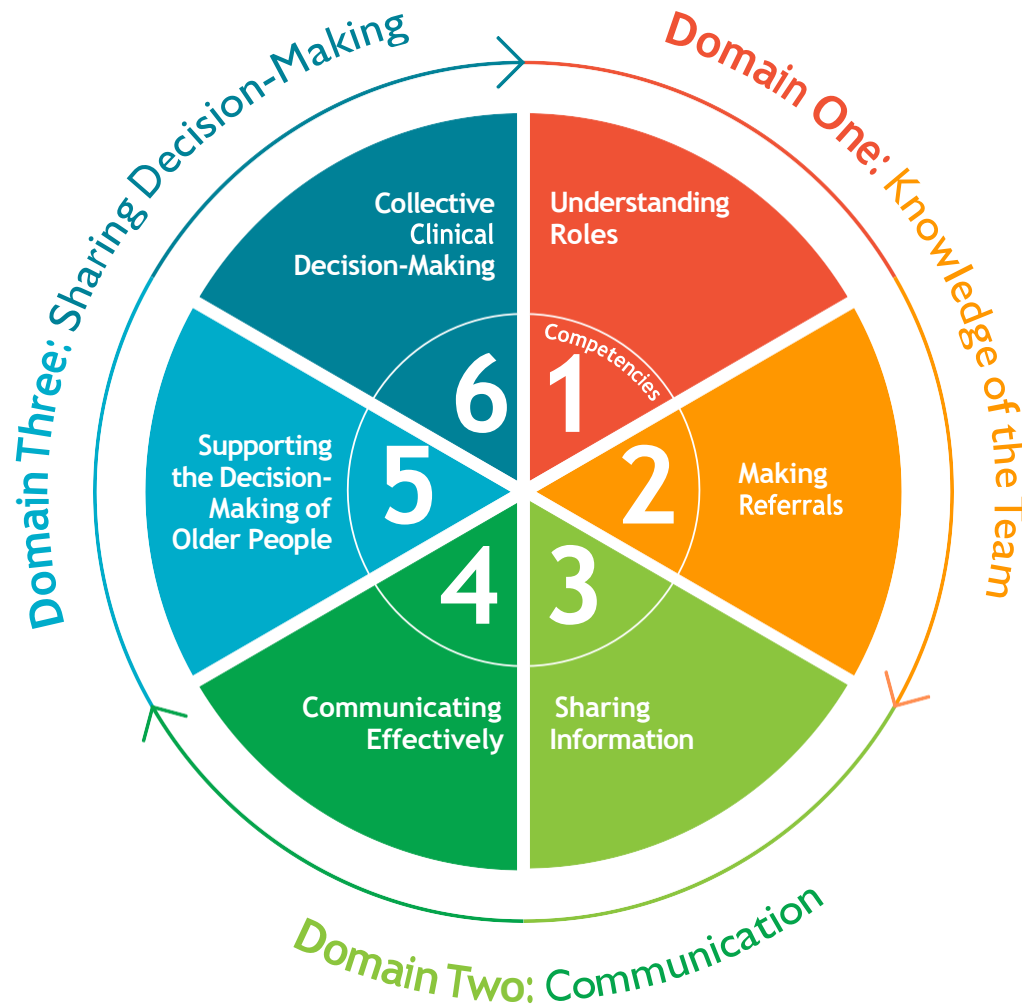 Domain One: Knowledge of the Team
Understanding
Roles
Competencies
1
2
Making
Referrals
3
Sharing
Information
Domain Two: Communication
4
Communicating
Effectively
Domain Three: Sharing Decision-Making
5
Supporting
the Decision-
Making of
Older People
6
Collective
Clinical
Decision-Making